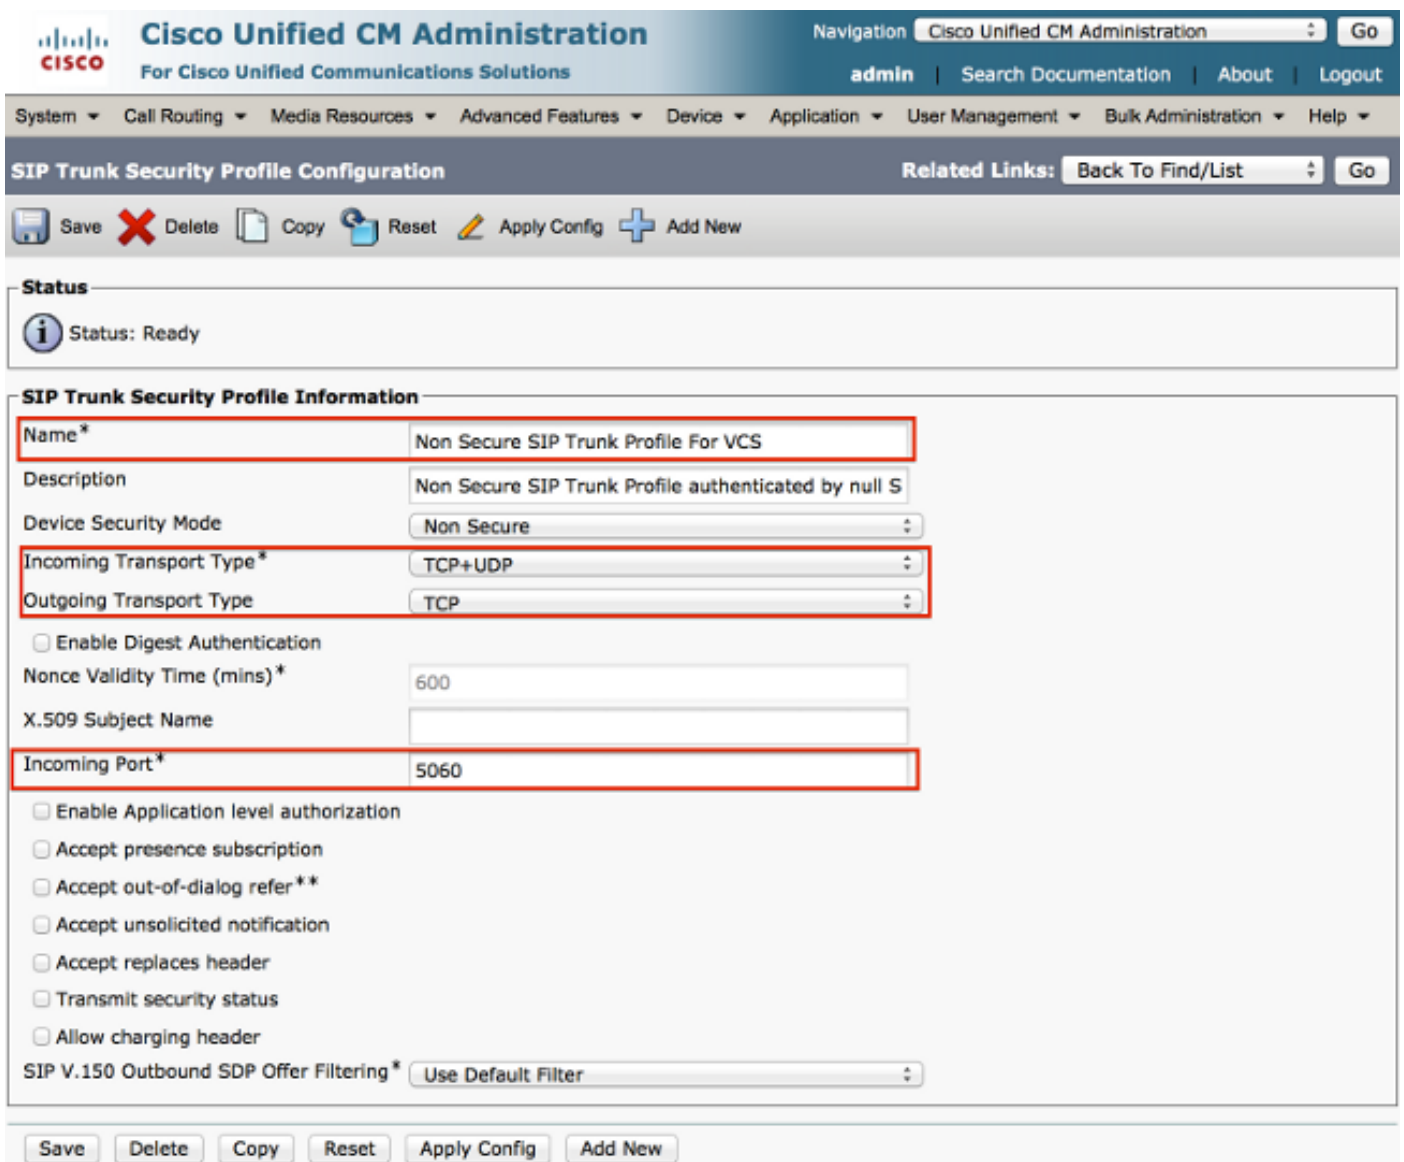 CISCO
Cisco Unified CM Administration
For Cisco Unified Communications Solutions
Navigation Cisco Unified CM Administration Go
admin | Search Documentation | About | Logout
System Call Routing Media Resources Advanced Features Device Application User Management Bulk Administration Help
SIP Trunk Security Profile Configuration Related Links: Back To Find/List Go
Save Delete Copy Reset Apply Config Add New
Status
Status: Ready
SIP Trunk Security Profile Information
Name* Non Secure SIP Trunk Profile For VCS
Description Non Secure SIP Trunk Profile authenticated by null S
Device Security Mode Non Secure
Incoming Transport Type* TCP+UDP
Outgoing Transport Type TCP
Enable Digest Authentication
Nonce Validity Time (mins)* 600
X.509 Subject Name
Incoming Port* 5060
Enable Application level authorization
Accept presence subscription
Accept out-of-dialog refer**
Accept unsolicited notification
Accept replaces header
Transmit security status
Allow charging header
SIP V.150 Outbound SDP Offer Filtering* Use Default Filter
Save Delete Copy Reset Apply Config Add New